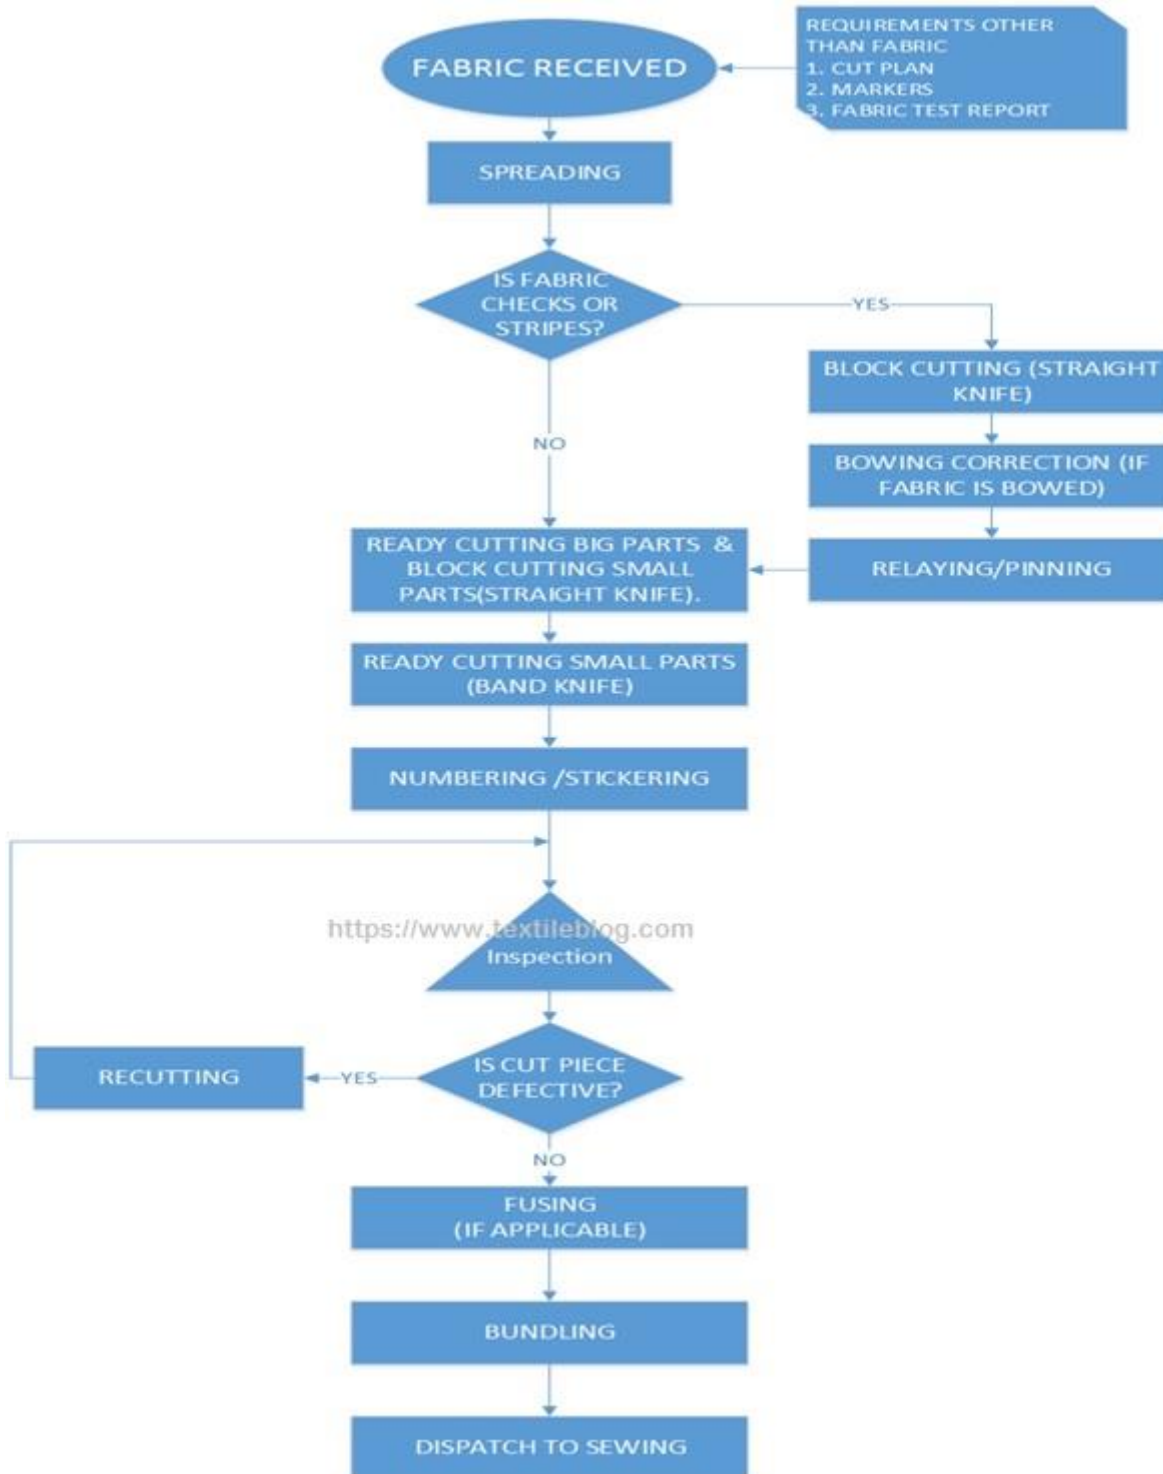 FABRIC RECEIVED
REQUIREMENTS OTHER
THAN FABRIC
1. CUT PLAN
2. MARKERS
3. FABRIC TEST REPORT
SPREADING
IS FABRIC
CHECKS OR
STRIPES?
YES
BLOCK CUTTING (STRAIGHT
KNIFE)
NO
BOWING CORRECTION (IF
FABRIC IS BOWED)
READY CUTTING BIG PARTS &
BLOCK CUTTING SMALL
PARTS(STRAIGHT KNIFE).
RELAYING/PINNING
READY CUTTING SMALL PARTS
(BAND KNIFE)
NUMBERING /STICKERING
https://www.textileblog.com
Inspection
IS CUT PIECE
DEFECTIVE?
YES
RECUTTING
NO
FUSING
(IF APPLICABLE)
BUNDLING
DISPATCH TO SEWING